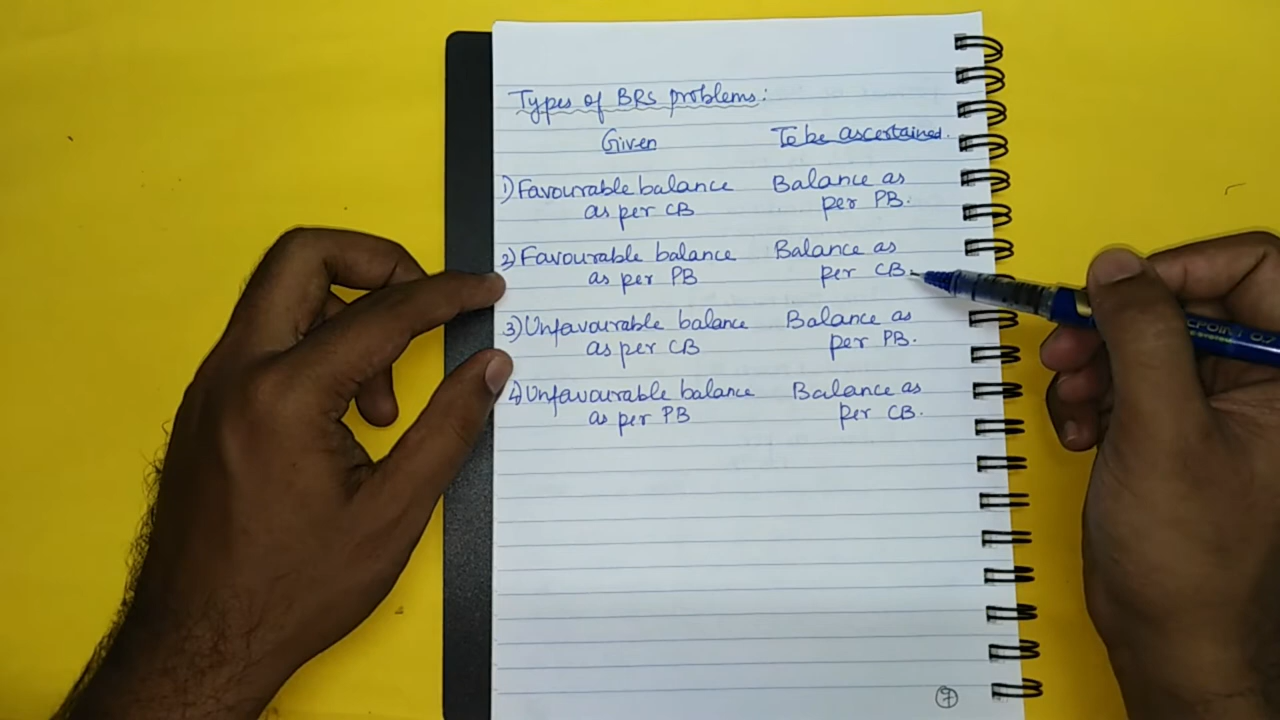 Types of BRS problems:
Given To be ascertained.
1) Favourable balance Balance as
as per CB per PB.
2) Favourable balance Balance as
as per PB per CB.
3) Unfavourable balance Balance as
as per CB per PB.
4) Unfavourable balance Balance as
as per PB per CB.
7